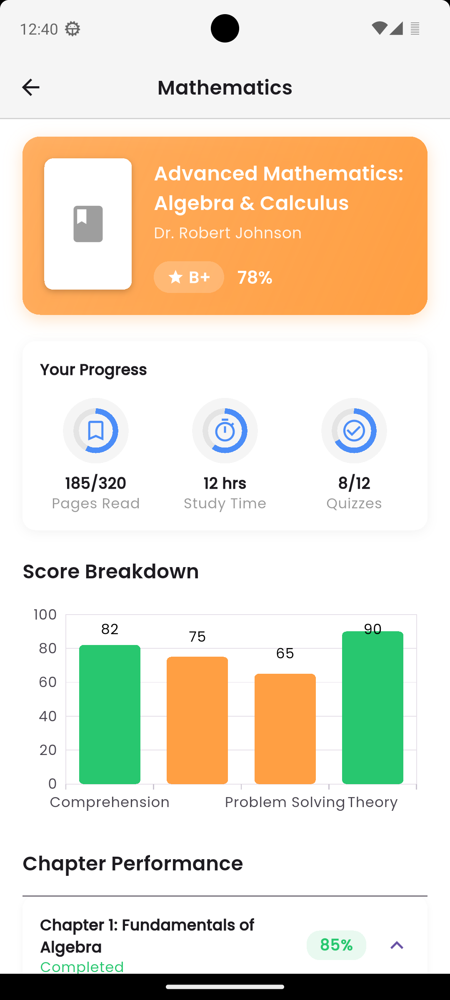 12:40
Mathematics
Advanced Mathematics:
Algebra & Calculus
Dr. Robert Johnson
B+ 78%
Your Progress
185/320 12 hrs 8/12
Pages Read Study Time Quizzes
Score Breakdown
100
80
60
40
20
0
82 75 65 90
Comprehension Problem Solving Theory
Chapter Performance
Chapter 1: Fundamentals of
Algebra
Completed
85%